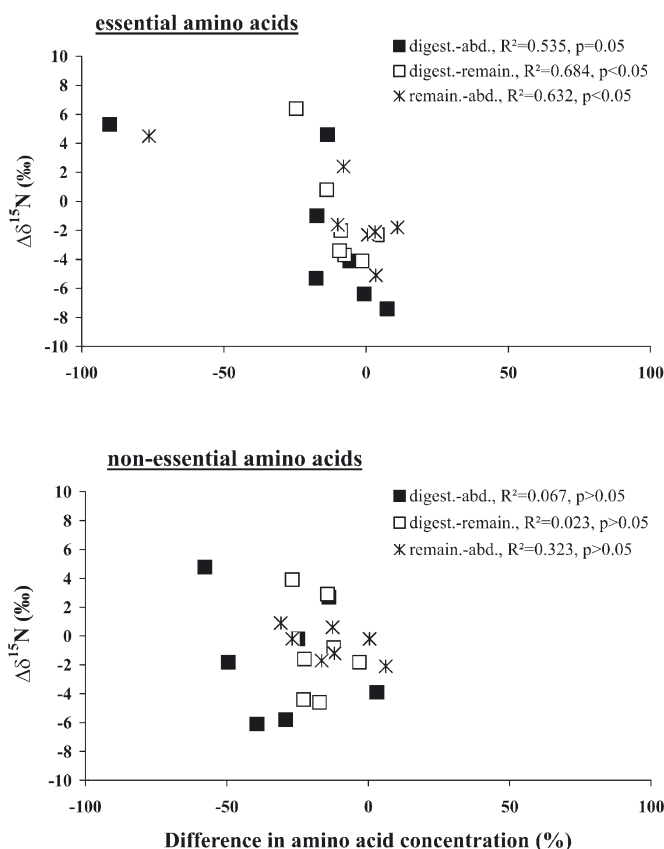 essential amino acids
digest.-abd., R²=0.535, p=0.05
digest.-remain., R²=0.684, p<0.05
remain.-abd., R²=0.632, p<0.05
10
8
6
4
2
0
-2
-4
-6
-8
-10
Δδ¹⁵N (‰)
-100 -50 0 50 100
non-essential amino acids
digest.-abd., R²=0.067, p>0.05
digest.-remain., R²=0.023, p>0.05
remain.-abd., R²=0.323, p>0.05
10
8
6
4
2
0
-2
-4
-6
-8
-10
Δδ¹⁵N (‰)
-100 -50 0 50 100
Difference in amino acid concentration (%)